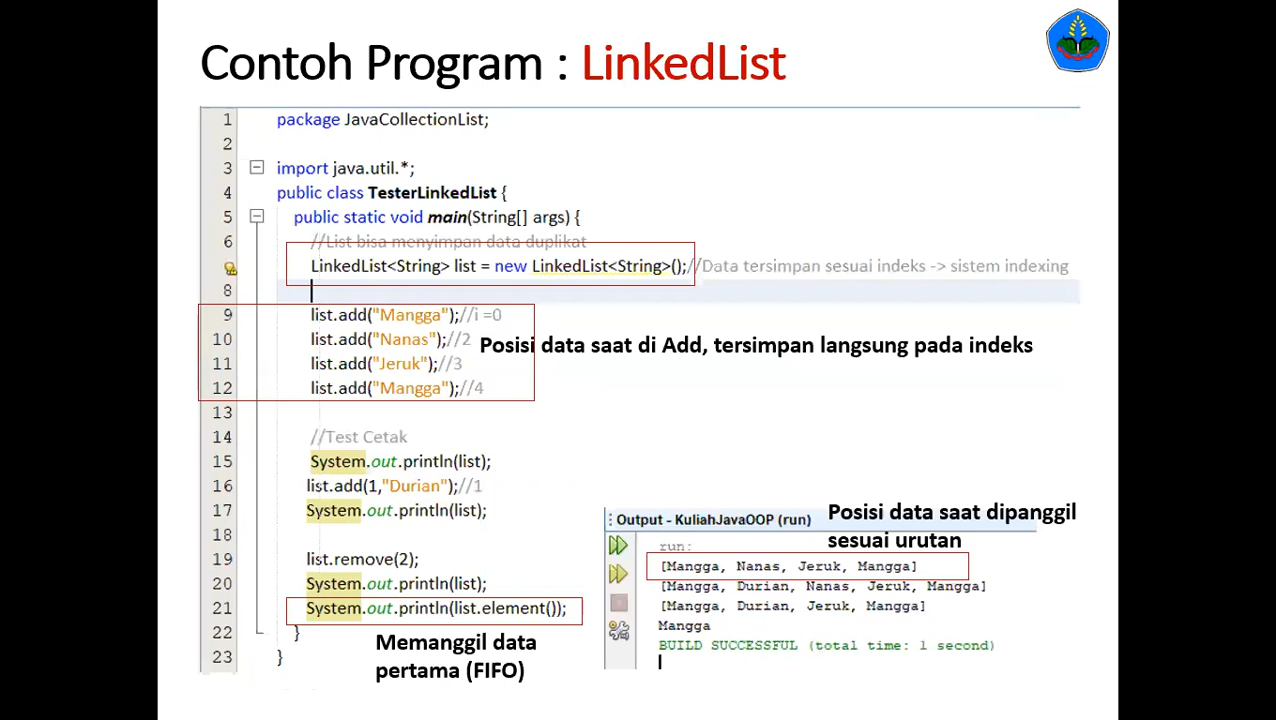 Contoh Program : LinkedList
1 package JavaCollectionList;
2
3 import java.util.*;
4 public class TesterLinkedList {
5 public static void main(String[] args) {
6 //List bisa menyimpan data duplikat
LinkedList<String> list = new LinkedList<String>();//Data tersimpan sesuai indeks -> sistem indexing
8
9 list.add("Mangga");//i =0
10 list.add("Nanas");//2
Posisi data saat di Add, tersimpan langsung pada indeks
11 list.add("Jeruk");//3
12 list.add("Mangga");//4
13
14 //Test Cetak
15 System.out.println(list);
16 list.add(1,"Durian");//1
17 System.out.println(list);
18
19 list.remove(2);
20 System.out.println(list);
21 System.out.println(list.element());
22 }
23 }
Memanggil data
pertama (FIFO)
Output - KuliahJavaOOP (run)
Posisi data saat dipanggil
sesuai urutan
run:
[Mangga, Nanas, Jeruk, Mangga]
[Mangga, Durian, Nanas, Jeruk, Mangga]
[Mangga, Durian, Jeruk, Mangga]
Mangga
BUILD SUCCESSFUL (total time: 1 second)